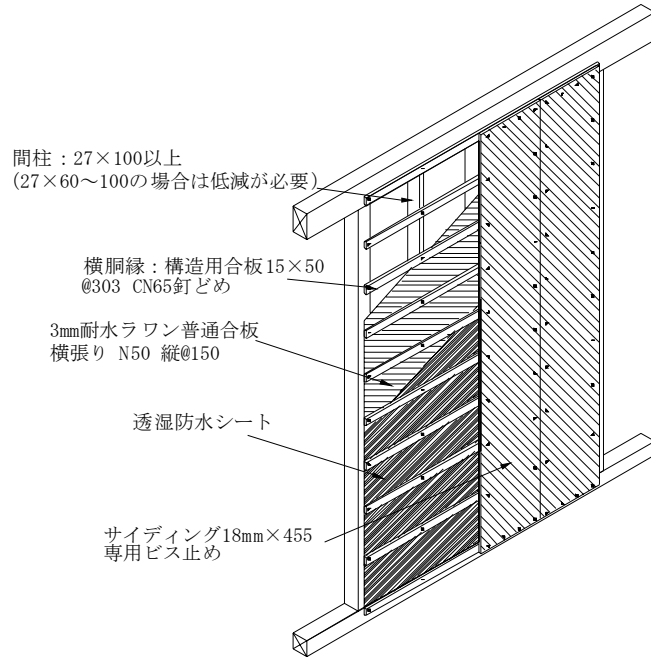 間柱：27×100以上
(27×60～100の場合は低減が必要)
横胴縁：構造用合板15×50
@303 CN65釘どめ
3mm耐水ラワン普通合板
横張り N50 縦@150
透湿防水シート
サイディング18mm×455
専用ビス止め